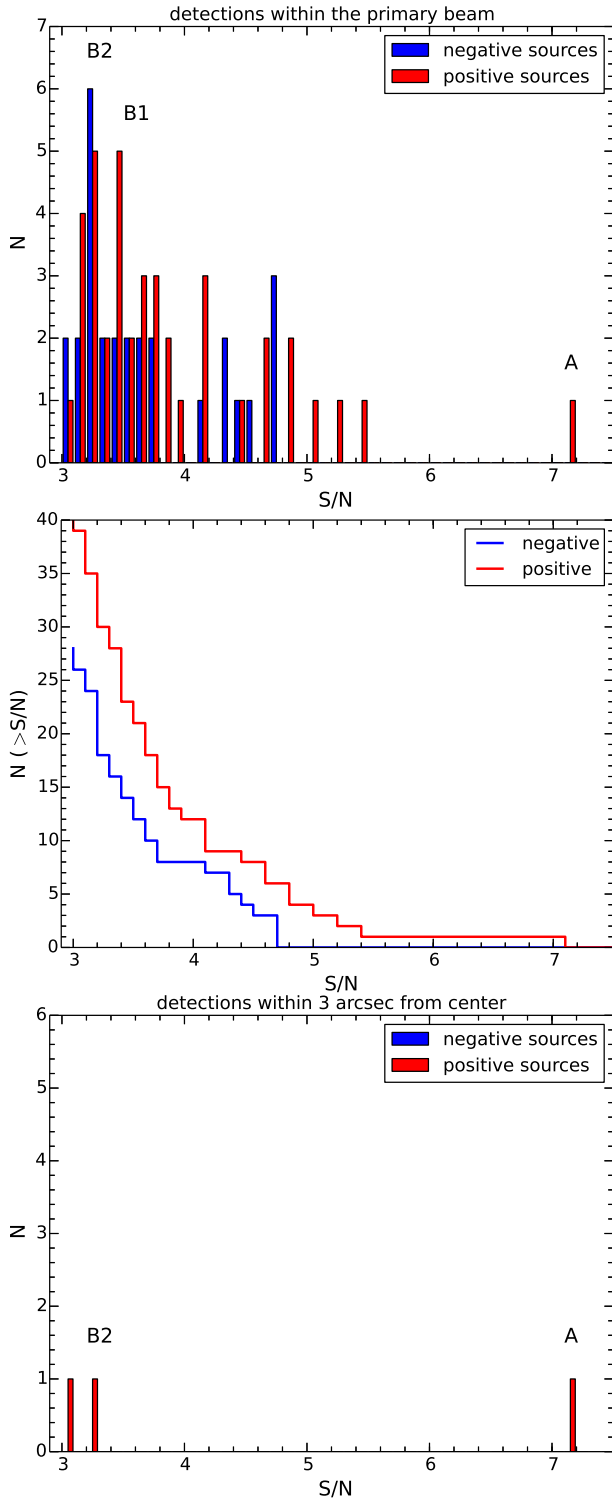 detections within the primary beam
7
6
5
4
3
2
1
0
N
B2
B1
A
negative sources
positive sources
3 4 5 6 7
S/N
40
35
30
25
20
15
10
5
0
N ( >S/N)
negative
positive
3 4 5 6 7
S/N
detections within 3 arcsec from center
6
5
4
3
2
1
0
N
negative sources
positive sources
B2
A
3 4 5 6 7
S/N